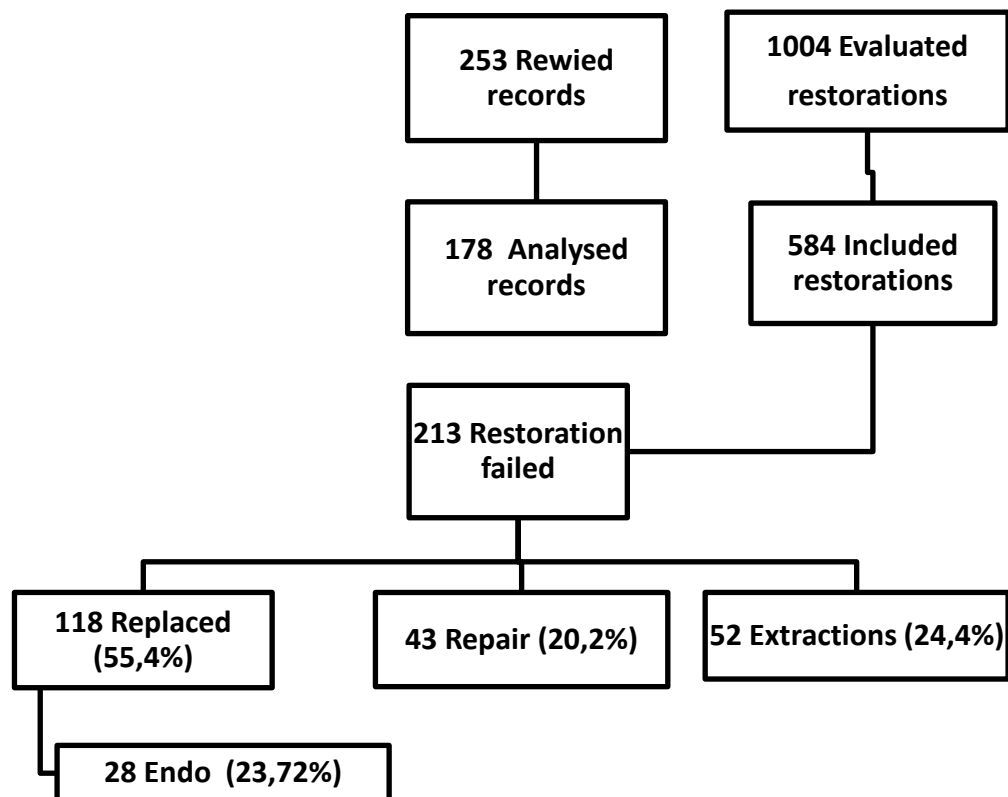 253 Rewied
records
1004 Evaluated
restorations
178 Analysed
records
584 Included
restorations
213 Restoration
failed
118 Replaced
(55,4%)
43 Repair (20,2%)
52 Extractions (24,4%)
28 Endo (23,72%)